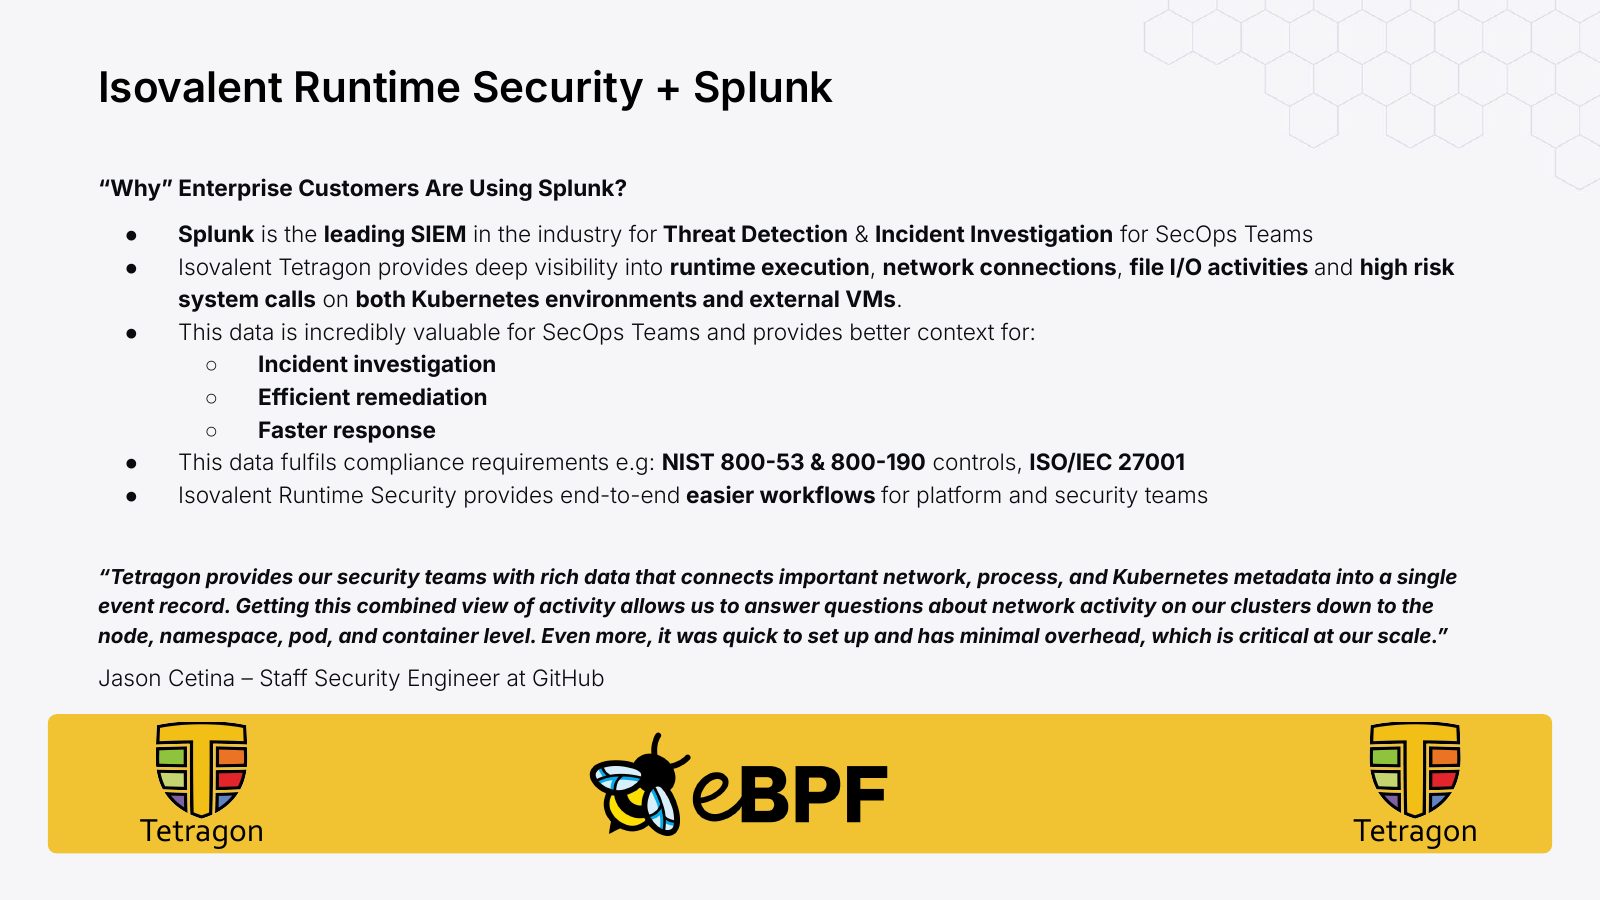 Isovalent Runtime Security + Splunk
“Why” Enterprise Customers Are Using Splunk?
● Splunk is the leading SIEM in the industry for Threat Detection & Incident Investigation for SecOps Teams
● Isovalent Tetragon provides deep visibility into runtime execution, network connections, file I/O activities and high risk
system calls on both Kubernetes environments and external VMs.
● This data is incredibly valuable for SecOps Teams and provides better context for:
○ Incident investigation
○ Efficient remediation
○ Faster response
● This data fulfils compliance requirements e.g: NIST 800-53 & 800-190 controls, ISO/IEC 27001
● Isovalent Runtime Security provides end-to-end easier workflows for platform and security teams
“Tetragon provides our security teams with rich data that connects important network, process, and Kubernetes metadata into a single
event record. Getting this combined view of activity allows us to answer questions about network activity on our clusters down to the
node, namespace, pod, and container level. Even more, it was quick to set up and has minimal overhead, which is critical at our scale.”
Jason Cetina – Staff Security Engineer at GitHub
Tetragon
eBPF
Tetragon